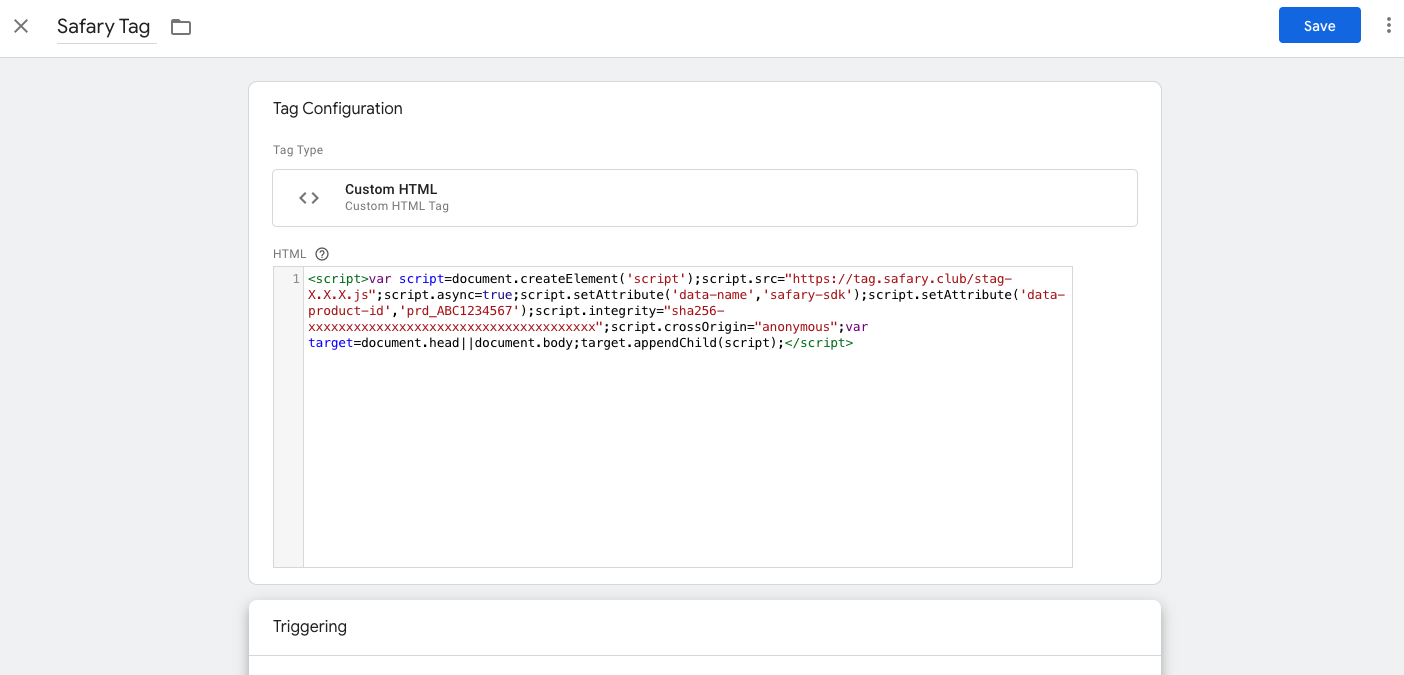 Safary Tag
Save
Tag Configuration
Tag Type
Custom HTML
Custom HTML Tag
HTML
1
<script>var script=document.createElement('script');script.src="https://tag.safary.club/stag-
X.X.X.js";script.async=true;script.setAttribute('data-name','safary-sdk');script.setAttribute('data-
product-id','prd_ABC1234567');script.integrity="sha256-
xxxxxxxxxxxxxxxxxxxxxxxxxxxxxxxxxxxxxx";script.crossOrigin="anonymous";var
target=document.head||document.body;target.appendChild(script);</script>
Triggering